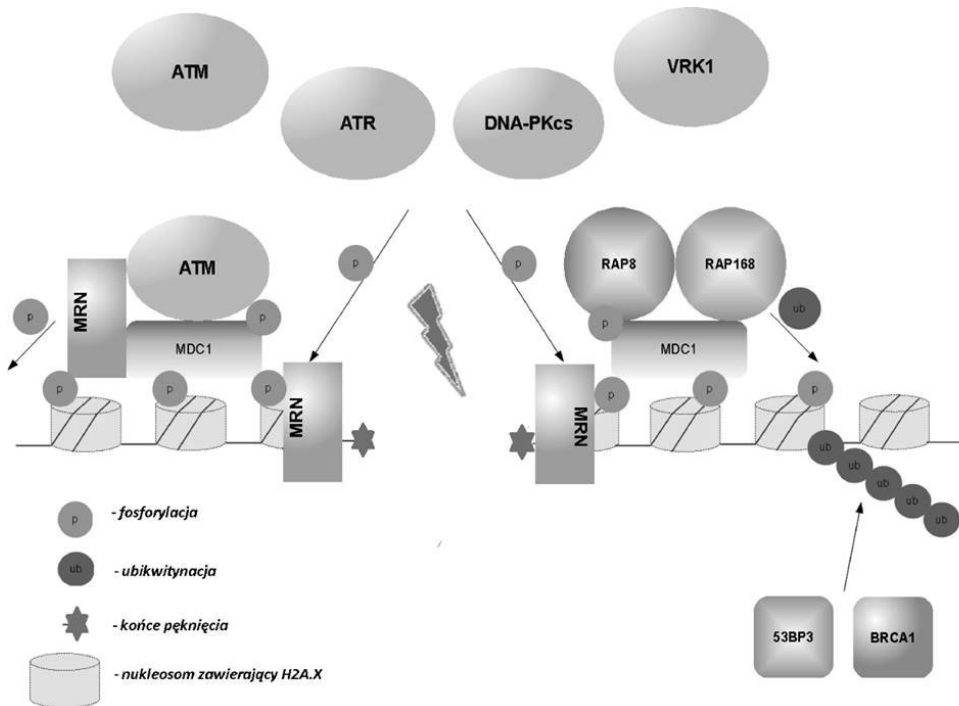 ATM
VRK1
ATR
DNA-PKcs
ATM
MRN
p
p
p
MDC1
p
p
p
MRN
p
RAP8
RAP168
ub
p
MDC1
MRN
p
p
p
ub
ub
ub
ub
ub
p - fosforylacja
ub - ubikwitynacja
- końce pęknięcia
- nukleosom zawierający H2A.X
53BP3
BRCA1